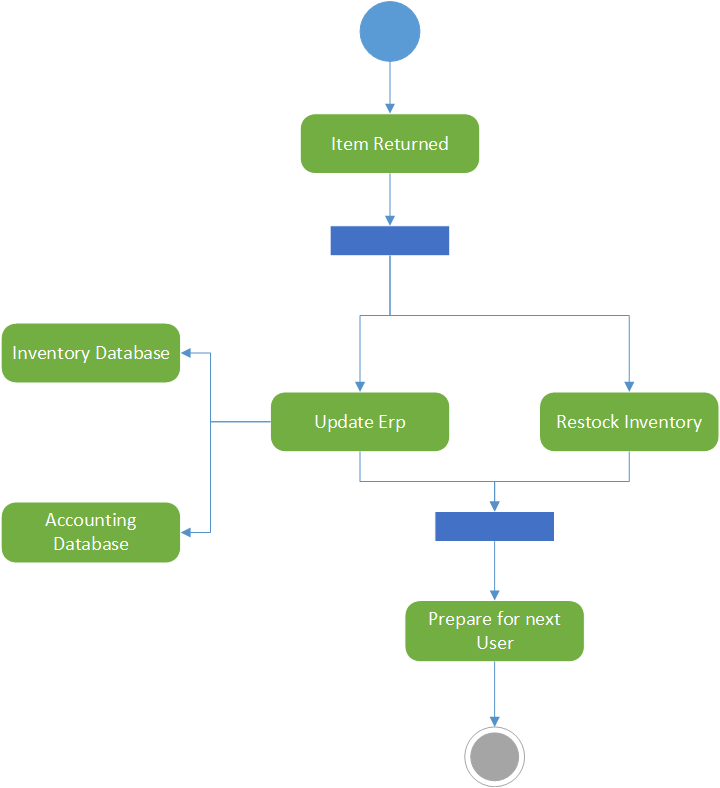 Item Returned
Inventory Database
Update Erp
Restock Inventory
Accounting
Database
Prepare for next
User